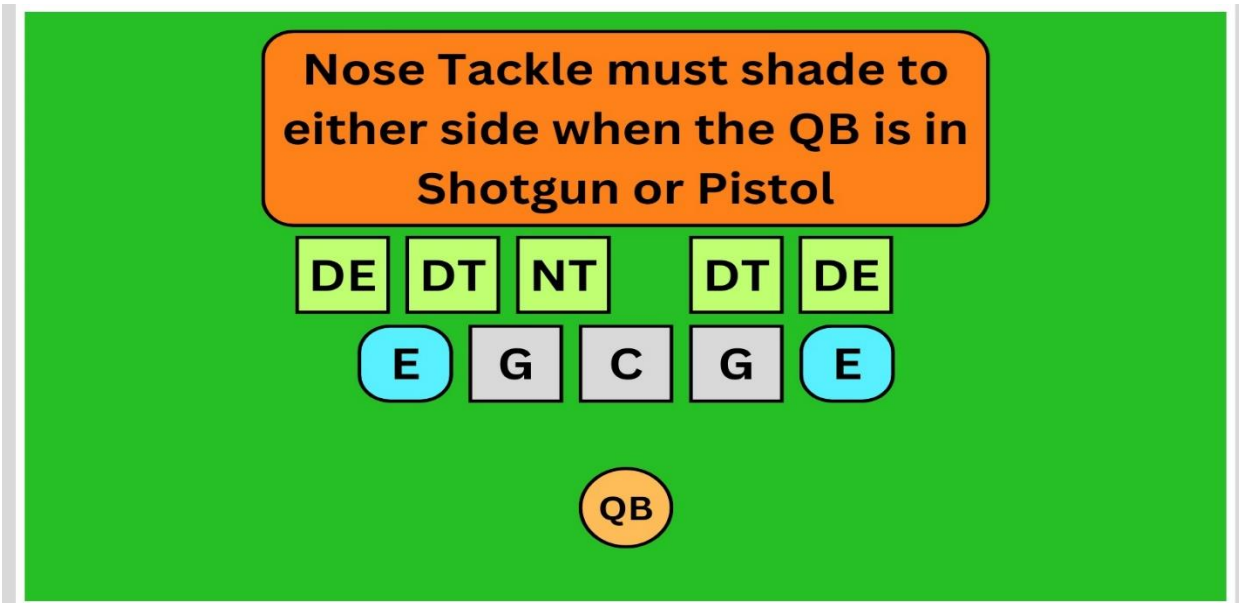 Nose Tackle must shade to
either side when the QB is in
Shotgun or Pistol
DE DT NT DT DE
E G C G E
QB